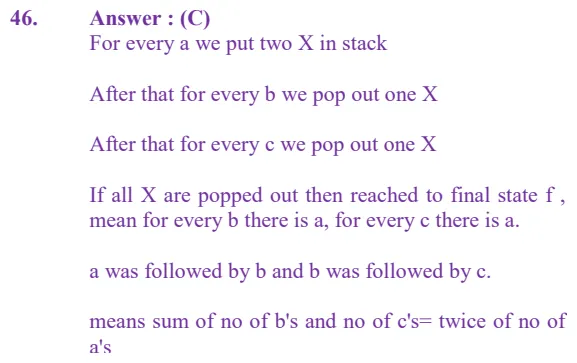 46. Answer : (C)
For every a we put two X in stack
After that for every b we pop out one X
After that for every c we pop out one X
If all X are popped out then reached to final state f ,
mean for every b there is a, for every c there is a.
a was followed by b and b was followed by c.
means sum of no of b's and no of c's= twice of no of
a's